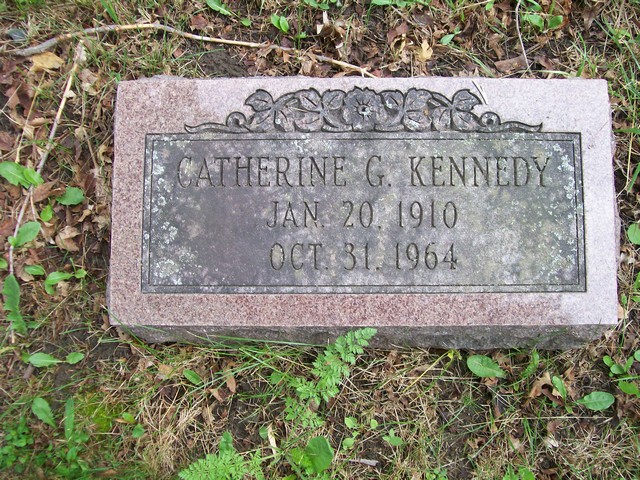 CATHERINE G. KENNEDY
JAN. 20. 1910
OCT. 31. 1964